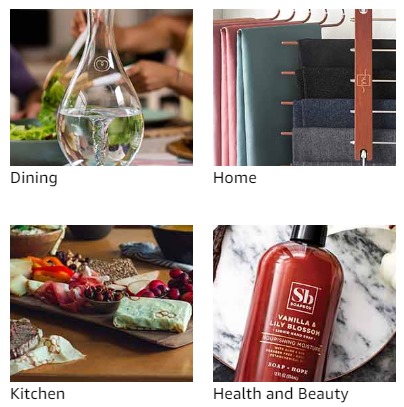 Dining
Home
Sb
SOAPBOX
VANILLA &
LILY BLOSSOM
LIQUID HAND SOAP
NOURISHING MOISTURE
SOAP = HOPE
Kitchen
Health and Beauty